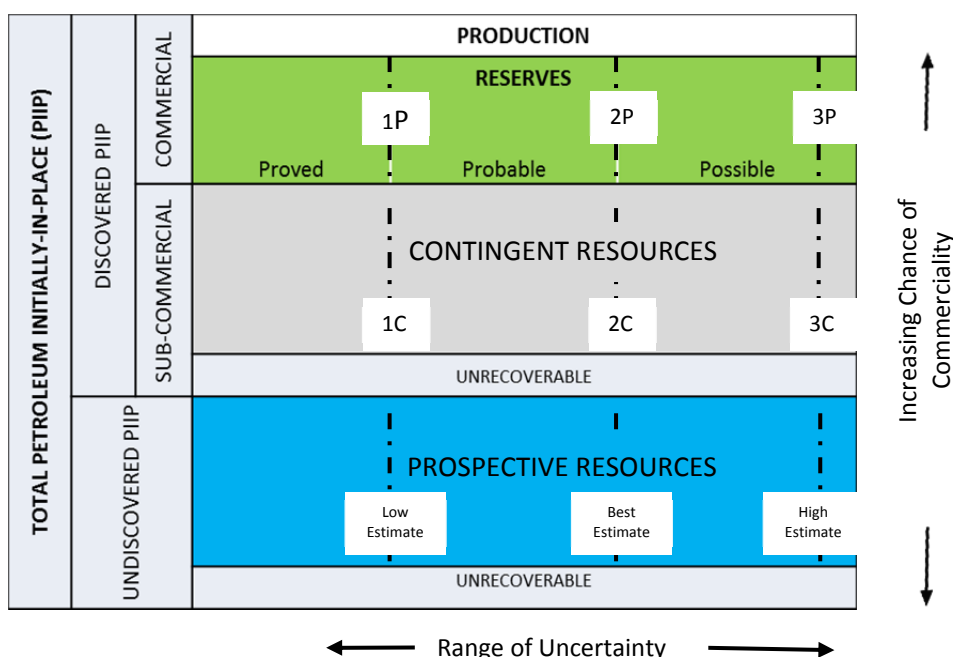 TOTAL PETROLEUM INITIALLY-IN-PLACE (PIIP)
DISCOVERED PIIP
UNDISCOVERED PIIP
COMMERCIAL
SUB-COMMERCIAL
PRODUCTION
RESERVES
1P
2P
3P
Proved
Probable
Possible
CONTINGENT RESOURCES
1C
2C
3C
UNRECOVERABLE
PROSPECTIVE RESOURCES
Low
Estimate
Best
Estimate
High
Estimate
UNRECOVERABLE
Increasing Chance of
Commerciality
Range of Uncertainty